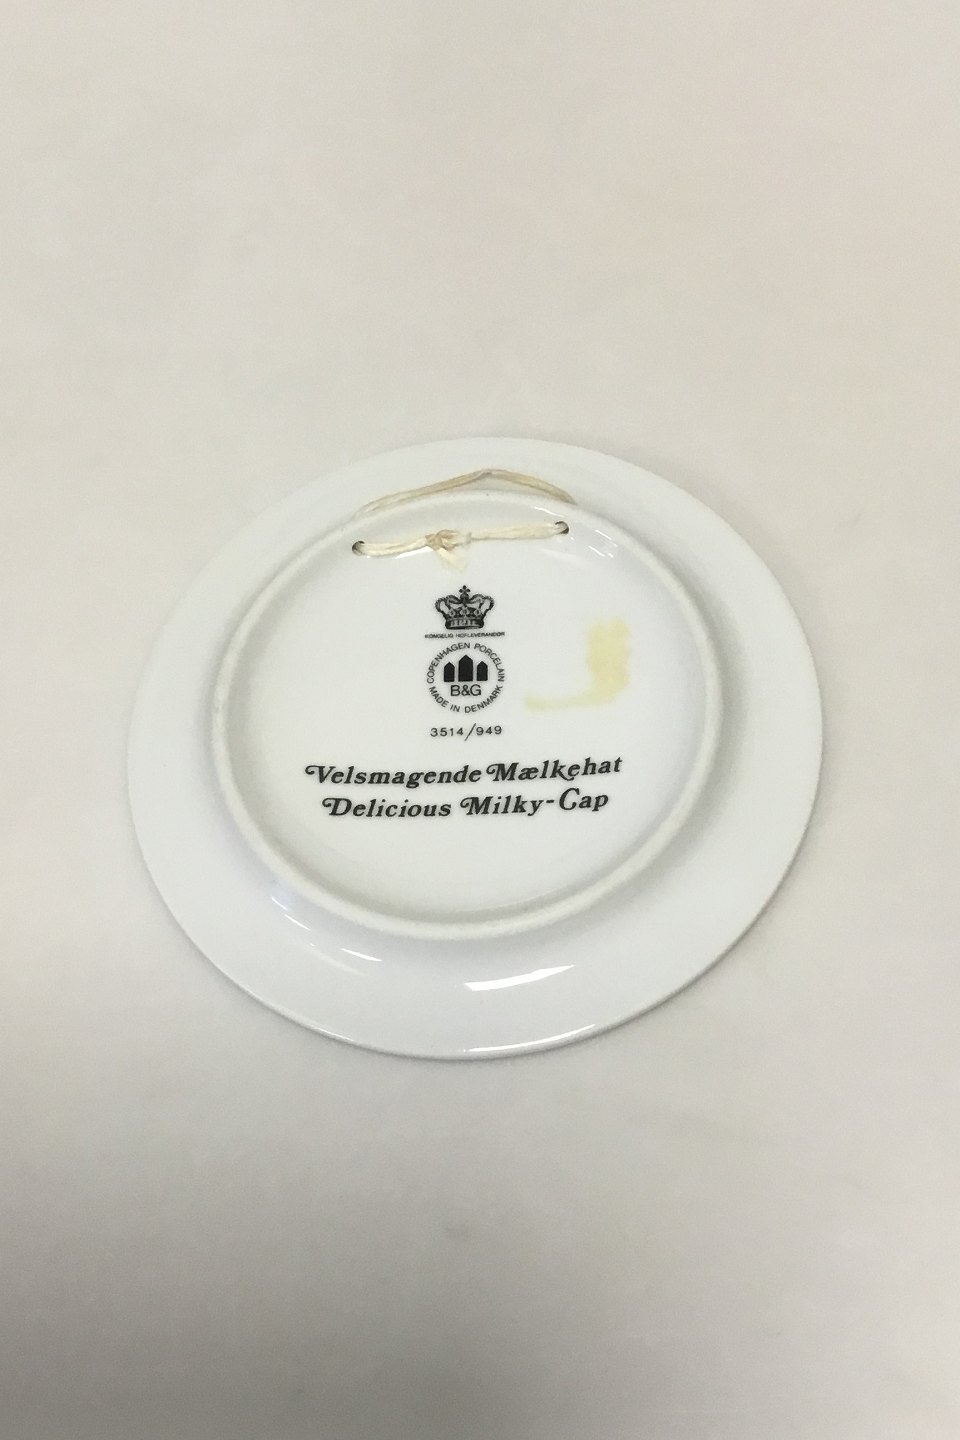 KONGELIG HOFLEVERANDØR
COPENHAGEN PORCELAIN
B&G
MADE IN DENMARK
3514/949
Velsmagende Mælkehat
Delicious Milky-Cap